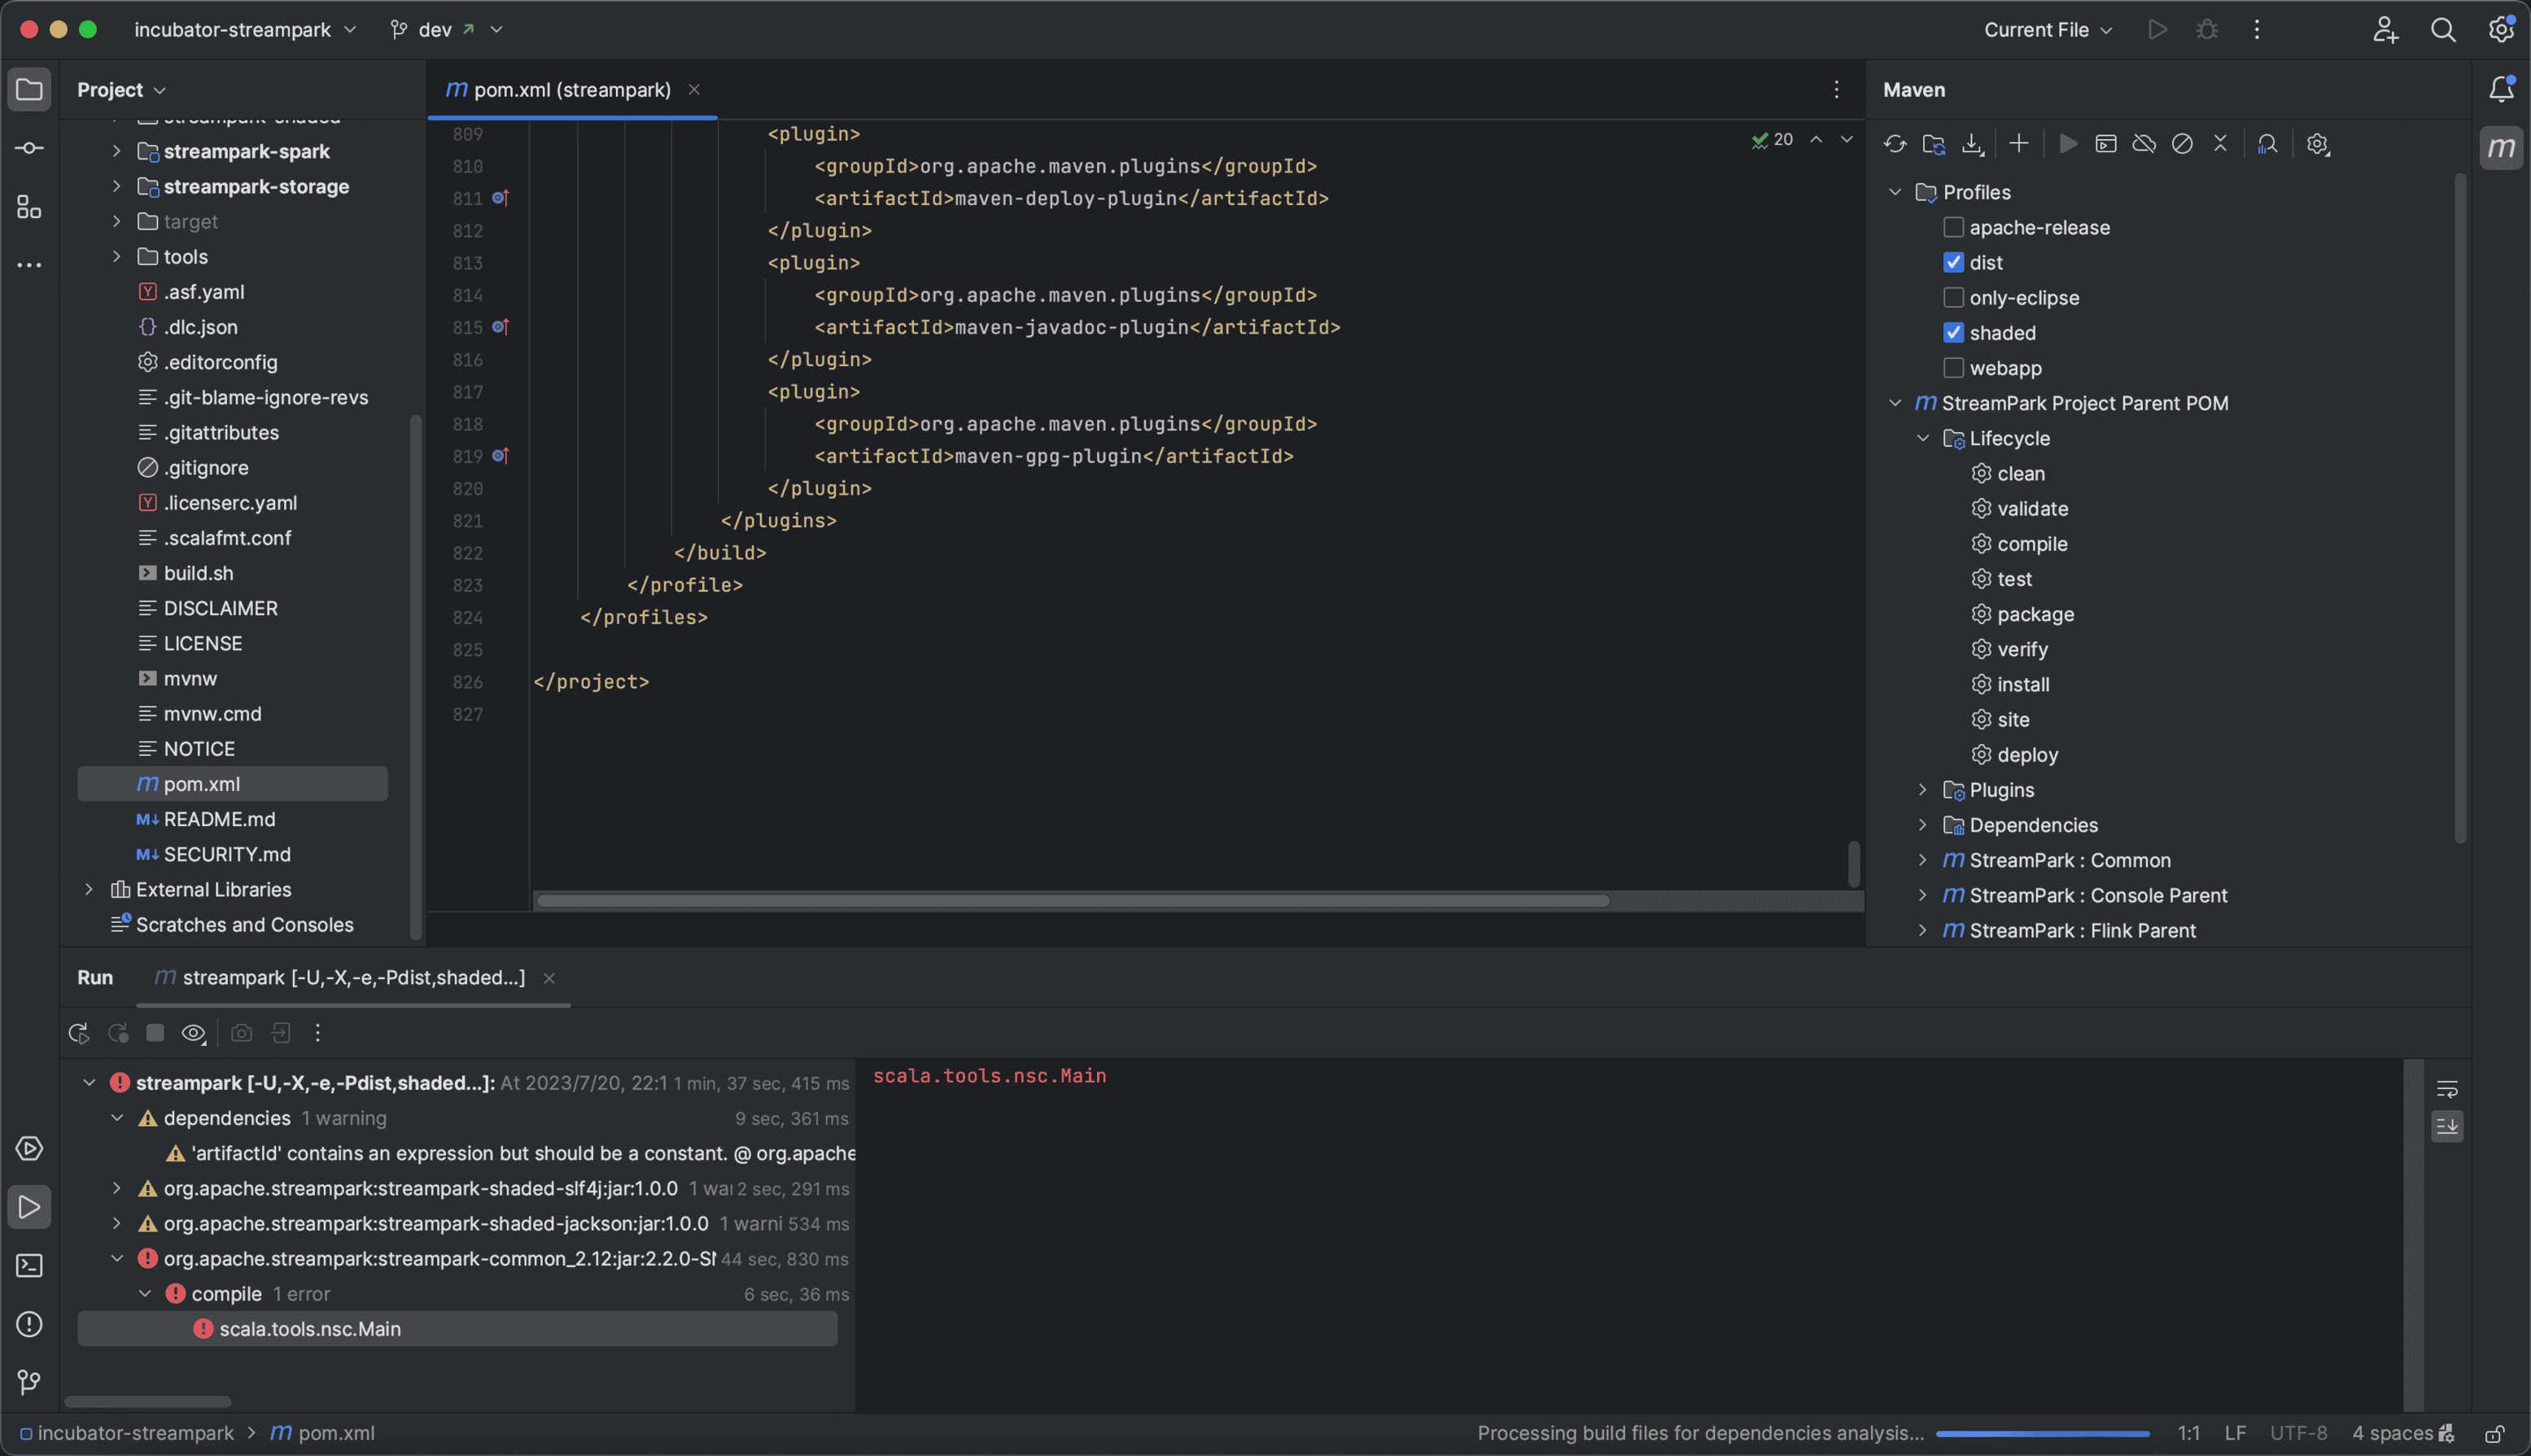 incubator-streampark
dev
Current File
Project
pom.xml (streampark)
Maven
streampark-shaded
streampark-spark
streampark-storage
target
tools
.asf.yaml
.dlc.json
.editorconfig
.git-blame-ignore-revs
.gitattributes
.gitignore
.licenserc.yaml
.scalafmt.conf
build.sh
DISCLAIMER
LICENSE
mvnw
mvnw.cmd
NOTICE
pom.xml
README.md
SECURITY.md
External Libraries
Scratches and Consoles
20
809 <plugin>
810 <groupId>org.apache.maven.plugins</groupId>
811 <artifactId>maven-deploy-plugin</artifactId>
812 </plugin>
813 <plugin>
814 <groupId>org.apache.maven.plugins</groupId>
815 <artifactId>maven-javadoc-plugin</artifactId>
816 </plugin>
817 <plugin>
818 <groupId>org.apache.maven.plugins</groupId>
819 <artifactId>maven-gpg-plugin</artifactId>
820 </plugin>
821 </plugins>
822 </build>
823 </profile>
824 </profiles>
825
826 </project>
827
Profiles
apache-release
dist
only-eclipse
shaded
webapp
StreamPark Project Parent POM
Lifecycle
clean
validate
compile
test
package
verify
install
site
deploy
Plugins
Dependencies
StreamPark : Common
StreamPark : Console Parent
StreamPark : Flink Parent
Run
streampark [-U,-X,-e,-Pdist,shaded...]
streampark [-U,-X,-e,-Pdist,shaded...]: At 2023/7/20, 22:1 1 min, 37 sec, 415 ms
dependencies 1 warning 9 sec, 361 ms
'artifactId' contains an expression but should be a constant. @ org.apache
org.apache.streampark:streampark-shaded-slf4j:jar:1.0.0 1 war 2 sec, 291 ms
org.apache.streampark:streampark-shaded-jackson:jar:1.0.0 1 warni 534 ms
org.apache.streampark:streampark-common_2.12:jar:2.2.0-SN 44 sec, 830 ms
compile 1 error 6 sec, 36 ms
scala.tools.nsc.Main
scala.tools.nsc.Main
incubator-streampark > pom.xml
Processing build files for dependencies analysis...
1:1 LF UTF-8 4 spaces